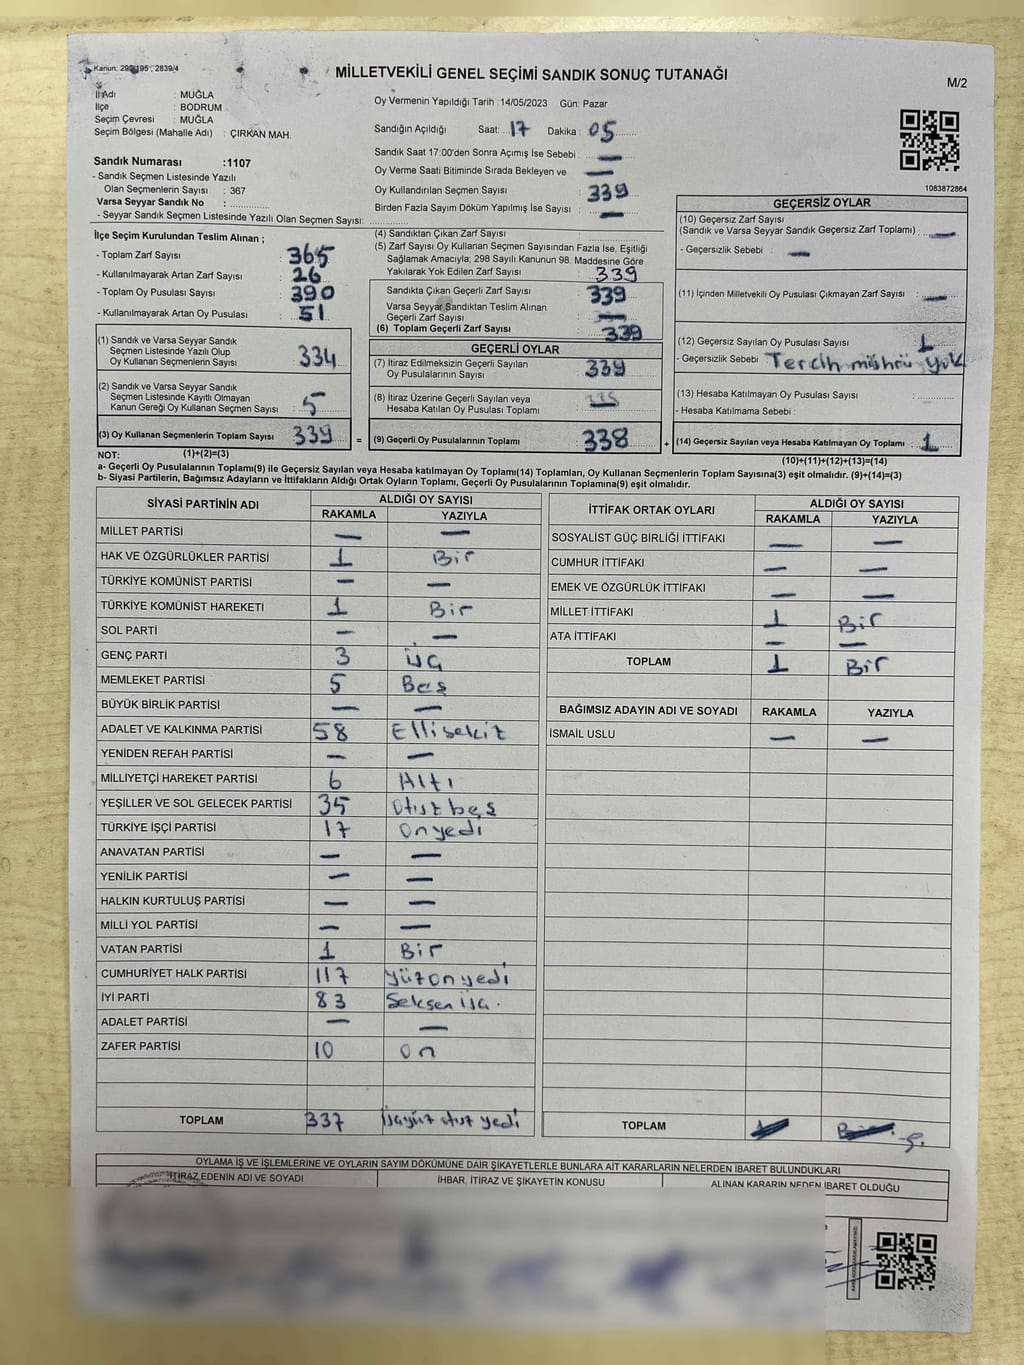 Kanun: 298/195, 2839/4
MİLLETVEKİLİ GENEL SEÇİMİ SANDIK SONUÇ TUTANAĞI
M/2
İl Adı : MUĞLA
İlçe : BODRUM
Seçim Çevresi : MUĞLA
Seçim Bölgesi (Mahalle Adı) : ÇIRKAN MAH.
Sandık Numarası :1107
- Sandık Seçmen Listesinde Yazılı
Olan Seçmenlerin Sayısı : 367
Varsa Seyyar Sandık No :
- Seyyar Sandık Seçmen Listesinde Yazılı Olan Seçmen Sayısı:
Oy Vermenin Yapıldığı Tarih :14/05/2023 Gün: Pazar
Sandığın Açıldığı Saat: 17 Dakika : 05
Sandık Saat 17:00'den Sonra Açımış İse Sebebi : —
Oy Verme Saati Bitiminde Sırada Bekleyen ve —
Oy Kullandırılan Seçmen Sayısı : 339
Birden Fazla Sayım Döküm Yapılmış İse Sayısı : —
1083872864
İlçe Seçim Kurulundan Teslim Alınan ;
- Toplam Zarf Sayısı : 365
- Kullanılmayarak Artan Zarf Sayısı : 26
- Toplam Oy Pusulası Sayısı : 390
- Kullanılmayarak Artan Oy Pusulası : 51
(1) Sandık ve Varsa Seyyar Sandık
Seçmen Listesinde Yazılı Olup
Oy Kullanan Seçmenlerin Sayısı : 334
(2) Sandık ve Varsa Seyyar Sandık
Seçmen Listesinde Kayıtlı Olmayan
Kanun Gereği Oy Kullanan Seçmen Sayısı : 5
(3) Oy Kullanan Seçmenlerin Toplam Sayısı : 339
(1)+(2)=(3)
(4) Sandıktan Çıkan Zarf Sayısı :
(5) Zarf Sayısı Oy Kullanan Seçmen Sayısından Fazla İse, Eşitliği
Sağlamak Amacıyla; 298 Sayılı Kanunun 98. Maddesine Göre
Yakılarak Yok Edilen Zarf Sayısı : 339
Sandıkta Çıkan Geçerli Zarf Sayısı : 339
Varsa Seyyar Sandıktan Teslim Alınan
Geçerli Zarf Sayısı : —
(6) Toplam Geçerli Zarf Sayısı : 339
GEÇERLİ OYLAR
(7) İtiraz Edilmeksizin Geçerli Sayılan
Oy Pusulalarının Sayısı : 339
(8) İtiraz Üzerine Geçerli Sayılan veya
Hesaba Katılan Oy Pusulası Toplamı :
= (9) Geçerli Oy Pusulalarının Toplamı : 338
GEÇERSİZ OYLAR
(10) Geçersiz Zarf Sayısı
(Sandık ve Varsa Seyyar Sandık Geçersiz Zarf Toplamı) : —
- Geçersizlik Sebebi : —
(11) İçinden Milletvekili Oy Pusulası Çıkmayan Zarf Sayısı : —
(12) Geçersiz Sayılan Oy Pusulası Sayısı : 1
- Geçersizlik Sebebi : Tercih mührü yok
(13) Hesaba Katılmayan Oy Pusulası Sayısı :
- Hesaba Katılmama Sebebi :
+ (14) Geçersiz Sayılan veya Hesaba Katılmayan Oy Toplamı : 1
(10)+(11)+(12)+(13)=(14)
NOT:
a- Geçerli Oy Pusulalarının Toplamı(9) ile Geçersiz Sayılan veya Hesaba katılmayan Oy Toplamı(14) Toplamları, Oy Kullanan Seçmenlerin Toplam Sayısına(3) eşit olmalıdır. (9)+(14)=(3)
b- Siyasi Partilerin, Bağımsız Adayların ve İttifakların Aldığı Ortak Oyların Toplamı, Geçerli Oy Pusulalarının Toplamına(9) eşit olmalıdır.
SİYASİ PARTİNİN ADI ALDIĞI OY SAYISI
RAKAMLA YAZIYLA
MİLLET PARTİSİ — —
HAK VE ÖZGÜRLÜKLER PARTİSİ 1 Bir
TÜRKİYE KOMÜNİST PARTİSİ — —
TÜRKİYE KOMÜNİST HAREKETİ 1 Bir
SOL PARTİ — —
GENÇ PARTİ 3 Üç
MEMLEKET PARTİSİ 5 Beş
BÜYÜK BİRLİK PARTİSİ — —
ADALET VE KALKINMA PARTİSİ 58 Ellisekiz
YENİDEN REFAH PARTİSİ — —
MİLLİYETÇİ HAREKET PARTİSİ 6 Altı
YEŞİLLER VE SOL GELECEK PARTİSİ 35 Otuzbeş
TÜRKİYE İŞÇİ PARTİSİ 17 Onyedi
ANAVATAN PARTİSİ — —
YENİLİK PARTİSİ — —
HALKIN KURTULUŞ PARTİSİ — —
MİLLİ YOL PARTİSİ — —
VATAN PARTİSİ 1 Bir
CUMHURİYET HALK PARTİSİ 117 Yüzonyedi
İYİ PARTİ 83 Seksenüç.
ADALET PARTİSİ — —
ZAFER PARTİSİ 10 On
TOPLAM 337 Üçyüz otuz yedi
İTTİFAK ORTAK OYLARI ALDIĞI OY SAYISI
RAKAMLA YAZIYLA
SOSYALİST GÜÇ BİRLİĞİ İTTİFAKI — —
CUMHUR İTTİFAKI — —
EMEK VE ÖZGÜRLÜK İTTİFAKI — —
MİLLET İTTİFAKI 1 Bir
ATA İTTİFAKI — —
TOPLAM 1 Bir
BAĞIMSIZ ADAYIN ADI VE SOYADI RAKAMLA YAZIYLA
İSMAİL USLU — —
TOPLAM
OYLAMA İŞ VE İŞLEMLERİNE VE OYLARIN SAYIM DÖKÜMÜNE DAİR ŞİKAYETLERLE BUNLARA AİT KARARLARIN NELERDEN İBARET BULUNDUKLARI
İTİRAZ EDENİN ADI VE SOYADI İHBAR, İTİRAZ VE ŞİKAYETİN KONUSU ALINAN KARARIN NEDEN İBARET OLDUĞU